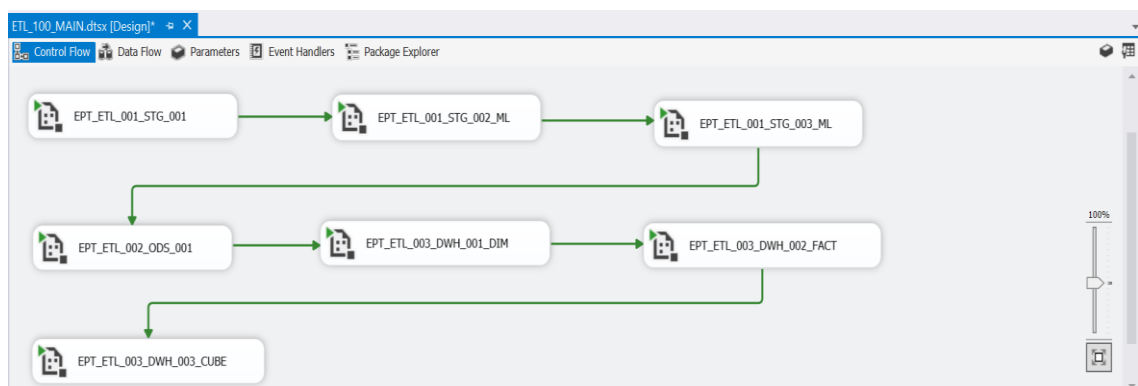 ETL_100_MAIN.dtsx [Design]*
Control Flow Data Flow Parameters Event Handlers Package Explorer
EPT_ETL_001_STG_001
EPT_ETL_001_STG_002_ML
EPT_ETL_001_STG_003_ML
EPT_ETL_002_ODS_001
EPT_ETL_003_DWH_001_DIM
EPT_ETL_003_DWH_002_FACT
100%
EPT_ETL_003_DWH_003_CUBE